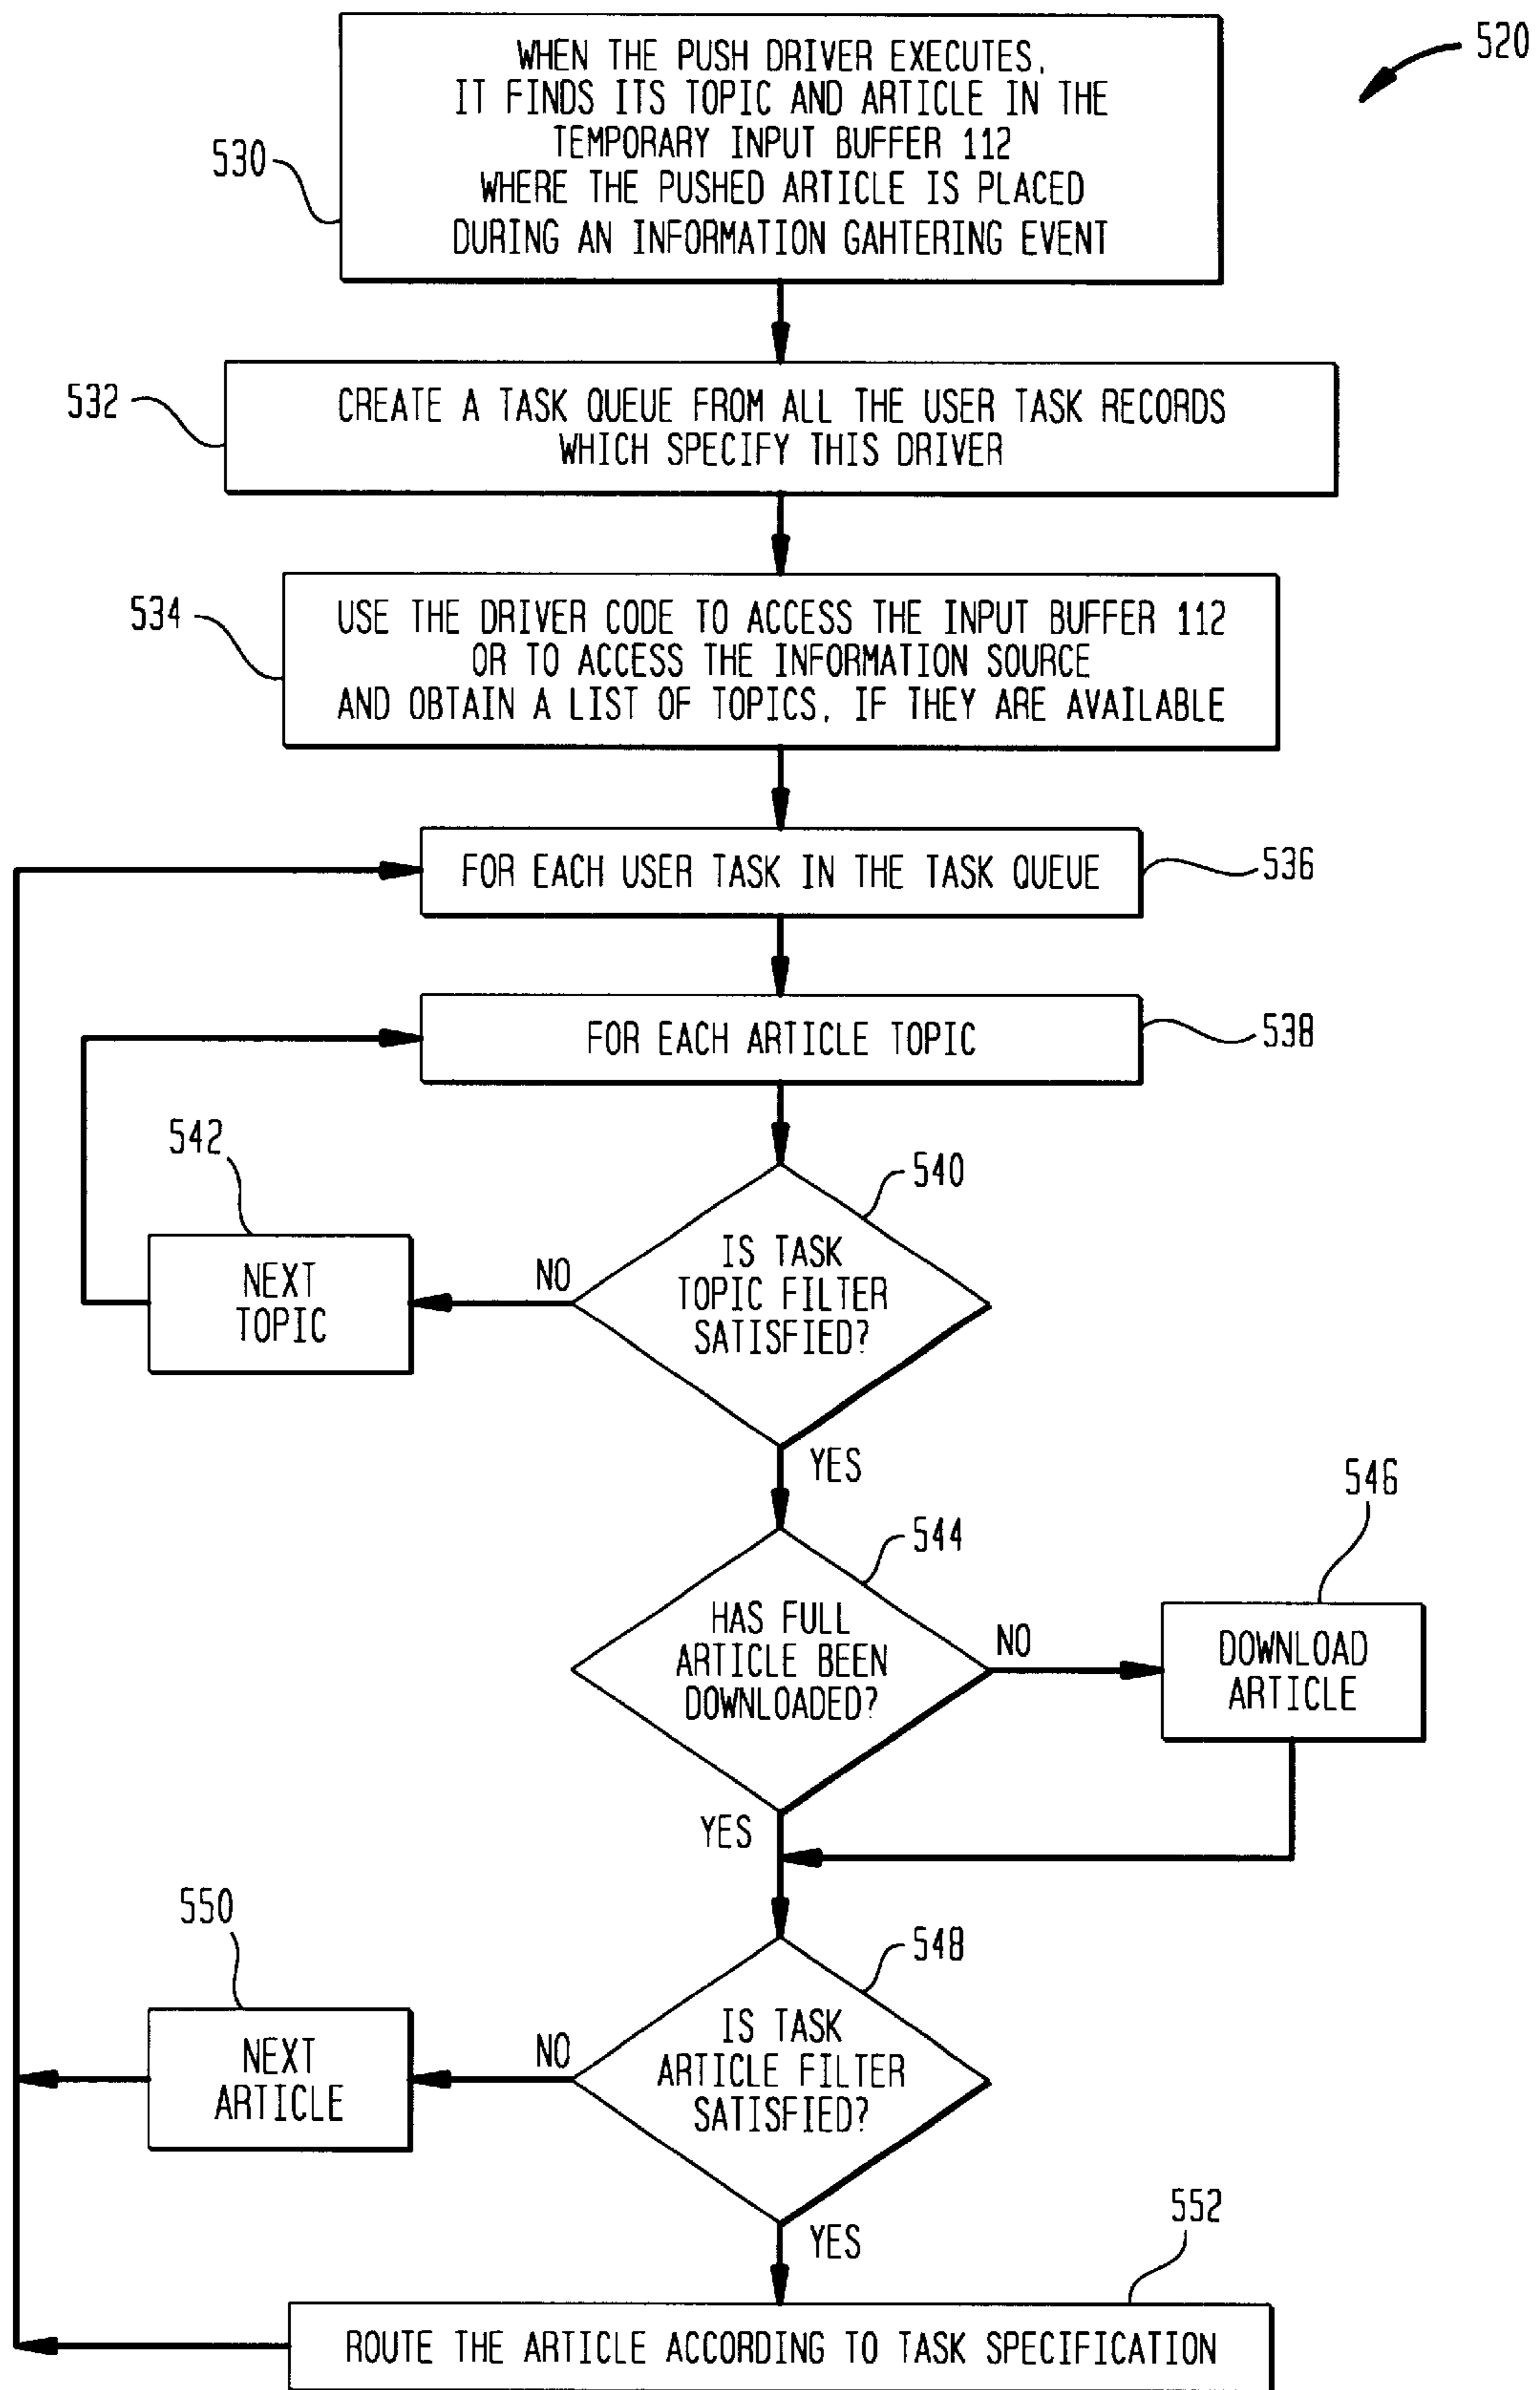 520
WHEN THE PUSH DRIVER EXECUTES,
IT FINDS ITS TOPIC AND ARTICLE IN THE
TEMPORARY INPUT BUFFER 112
WHERE THE PUSHED ARTICLE IS PLACED
DURING AN INFORMATION GAHTERING EVENT
530
532
CREATE A TASK QUEUE FROM ALL THE USER TASK RECORDS
WHICH SPECIFY THIS DRIVER
534
USE THE DRIVER CODE TO ACCESS THE INPUT BUFFER 112
OR TO ACCESS THE INFORMATION SOURCE
AND OBTAIN A LIST OF TOPICS, IF THEY ARE AVAILABLE
FOR EACH USER TASK IN THE TASK QUEUE
536
FOR EACH ARTICLE TOPIC
538
540
IS TASK
TOPIC FILTER
SATISFIED?
NO
542
NEXT
TOPIC
YES
544
HAS FULL
ARTICLE BEEN
DOWNLOADED?
NO
546
DOWNLOAD
ARTICLE
YES
548
IS TASK
ARTICLE FILTER
SATISFIED?
NO
550
NEXT
ARTICLE
YES
552
ROUTE THE ARTICLE ACCORDING TO TASK SPECIFICATION